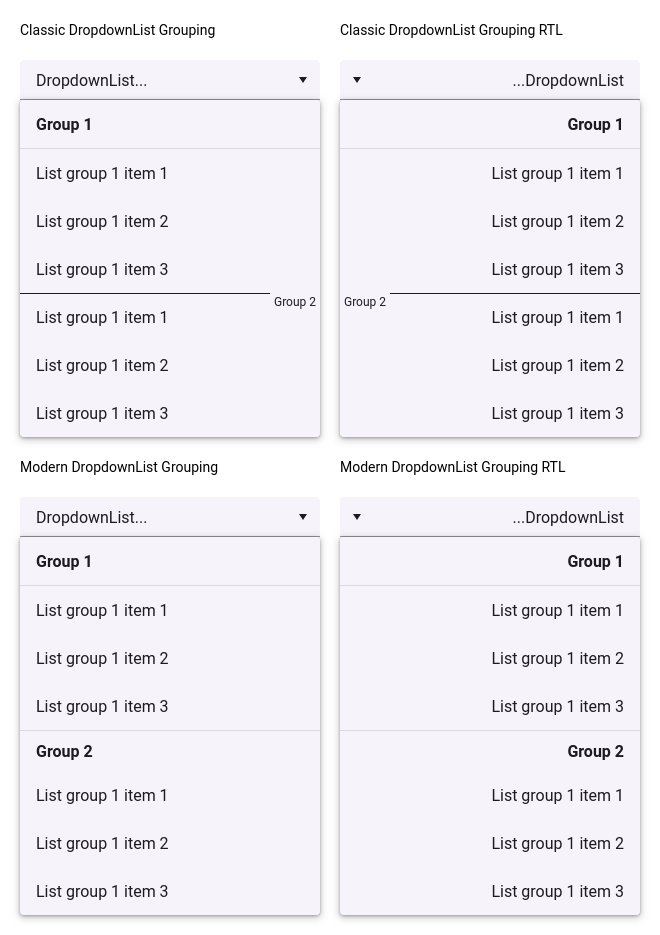 Classic DropdownList Grouping
DropdownList...
Group 1
List group 1 item 1
List group 1 item 2
List group 1 item 3
Group 2
List group 1 item 1
List group 1 item 2
List group 1 item 3
Classic DropdownList Grouping RTL
...DropdownList
Group 1
List group 1 item 1
List group 1 item 2
List group 1 item 3
Group 2
List group 1 item 1
List group 1 item 2
List group 1 item 3
Modern DropdownList Grouping
DropdownList...
Group 1
List group 1 item 1
List group 1 item 2
List group 1 item 3
Group 2
List group 1 item 1
List group 1 item 2
List group 1 item 3
Modern DropdownList Grouping RTL
...DropdownList
Group 1
List group 1 item 1
List group 1 item 2
List group 1 item 3
Group 2
List group 1 item 1
List group 1 item 2
List group 1 item 3